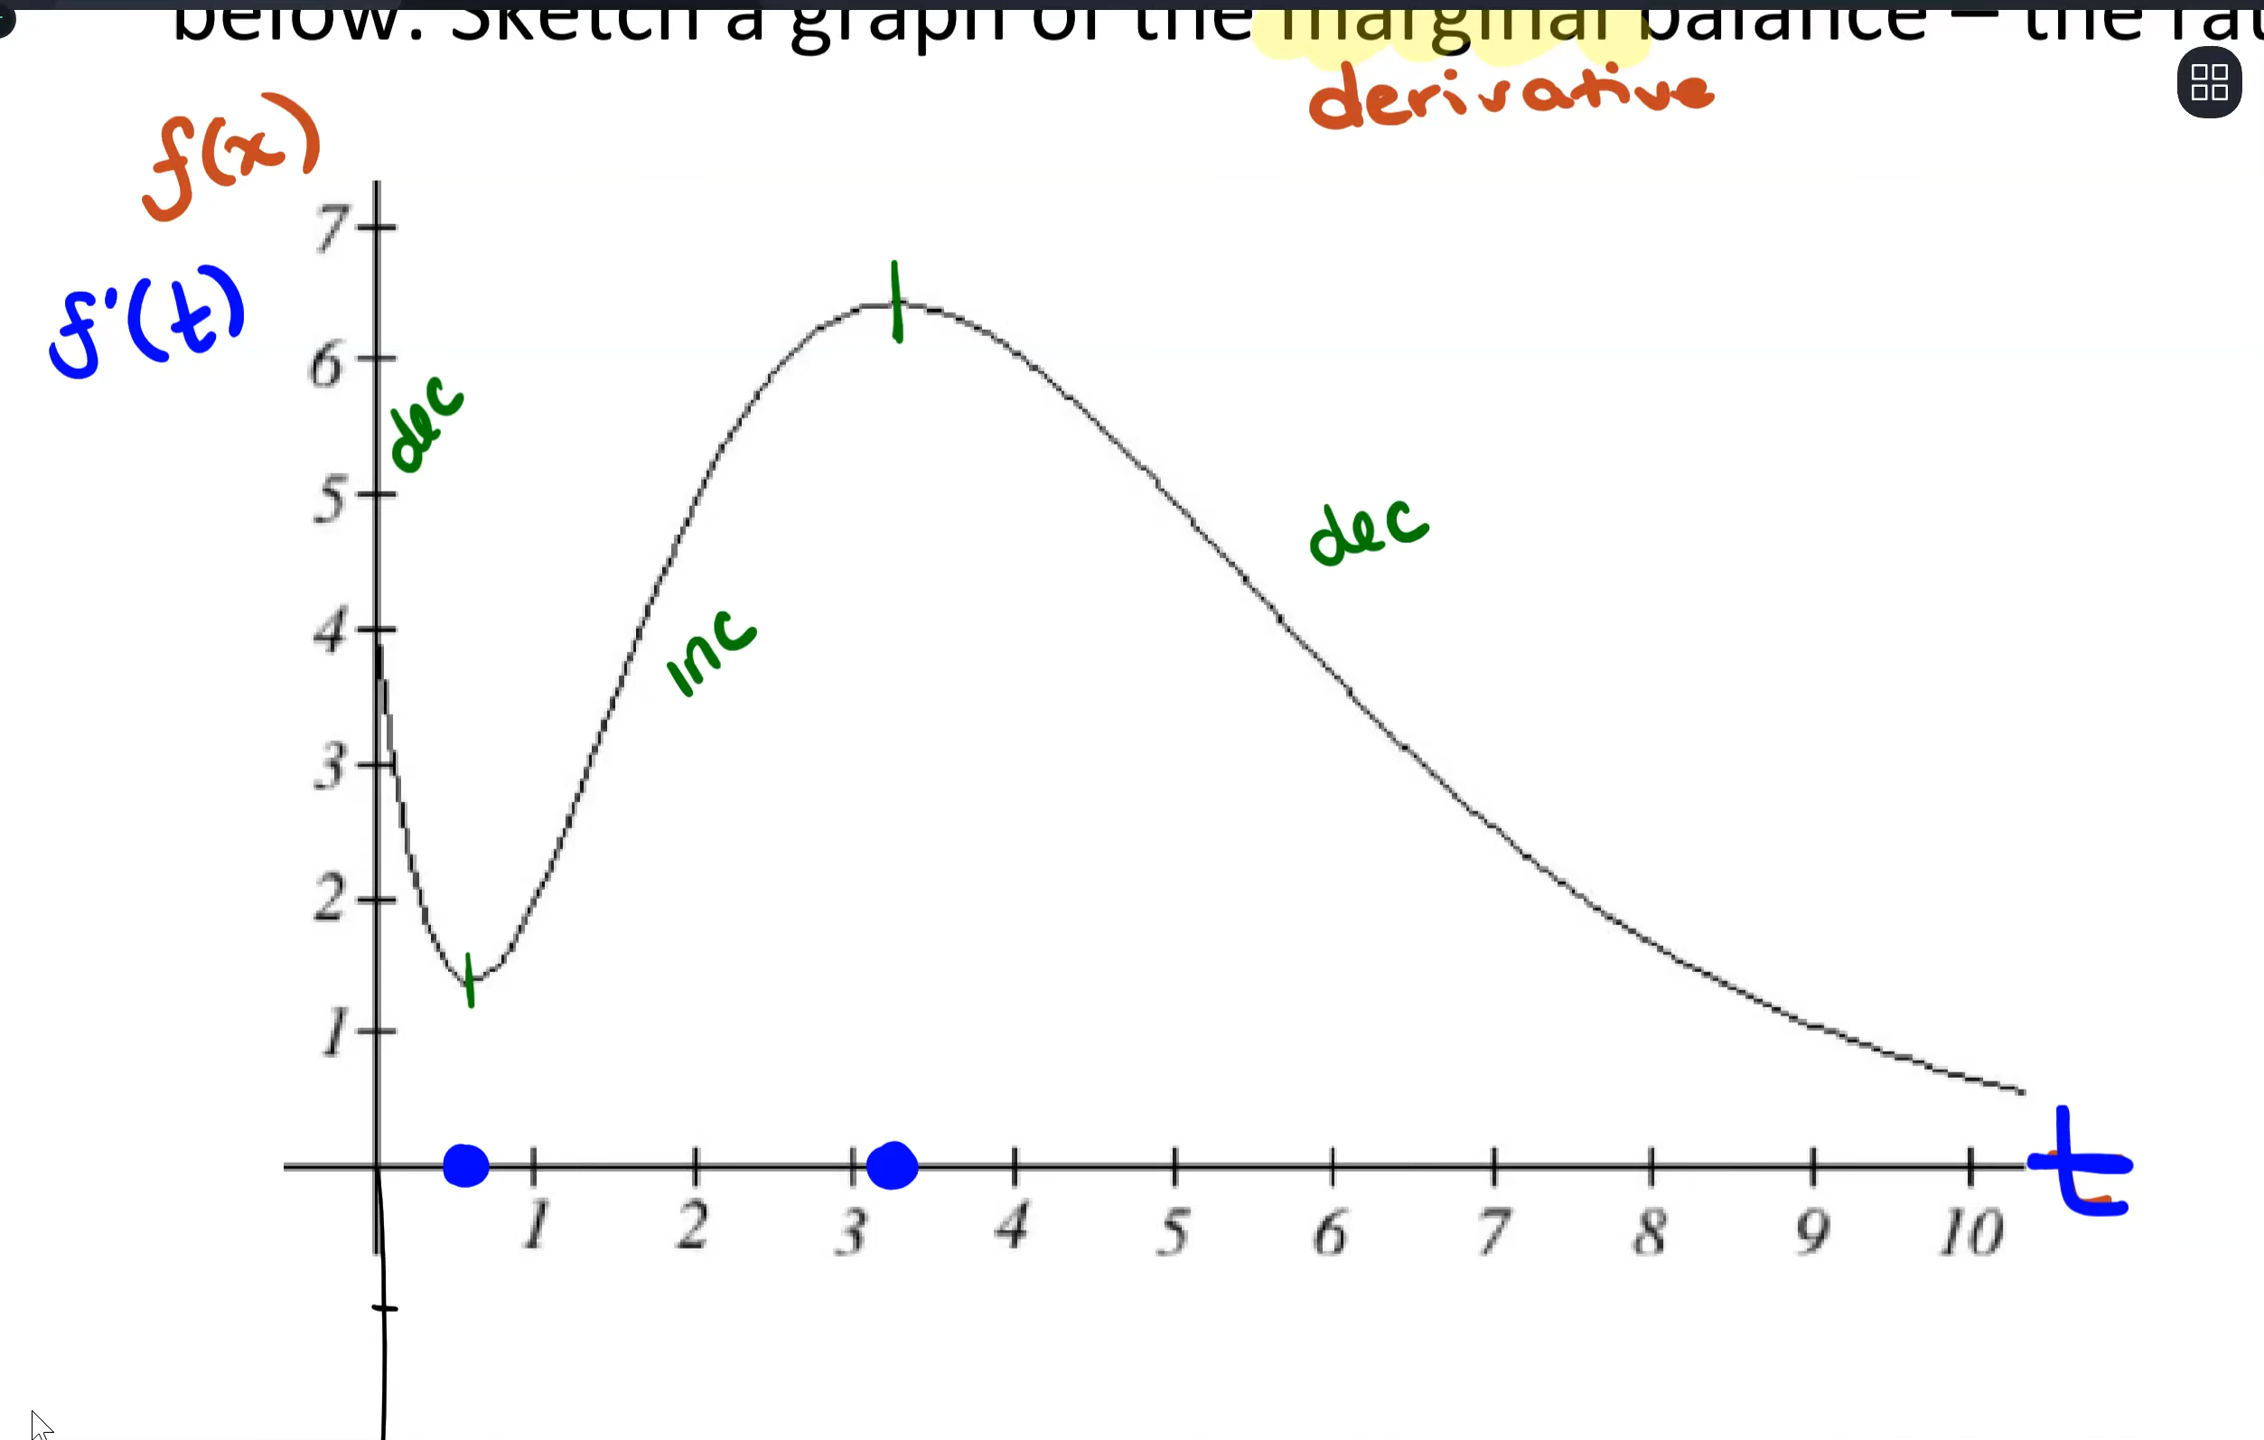 below. Sketch a graph of the marginal balance – the rat
derivative
f(x)
7
f'(t)
6
dec
5
dec
4
inc
3
2
1
t
1 2 3 4 5 6 7 8 9 10